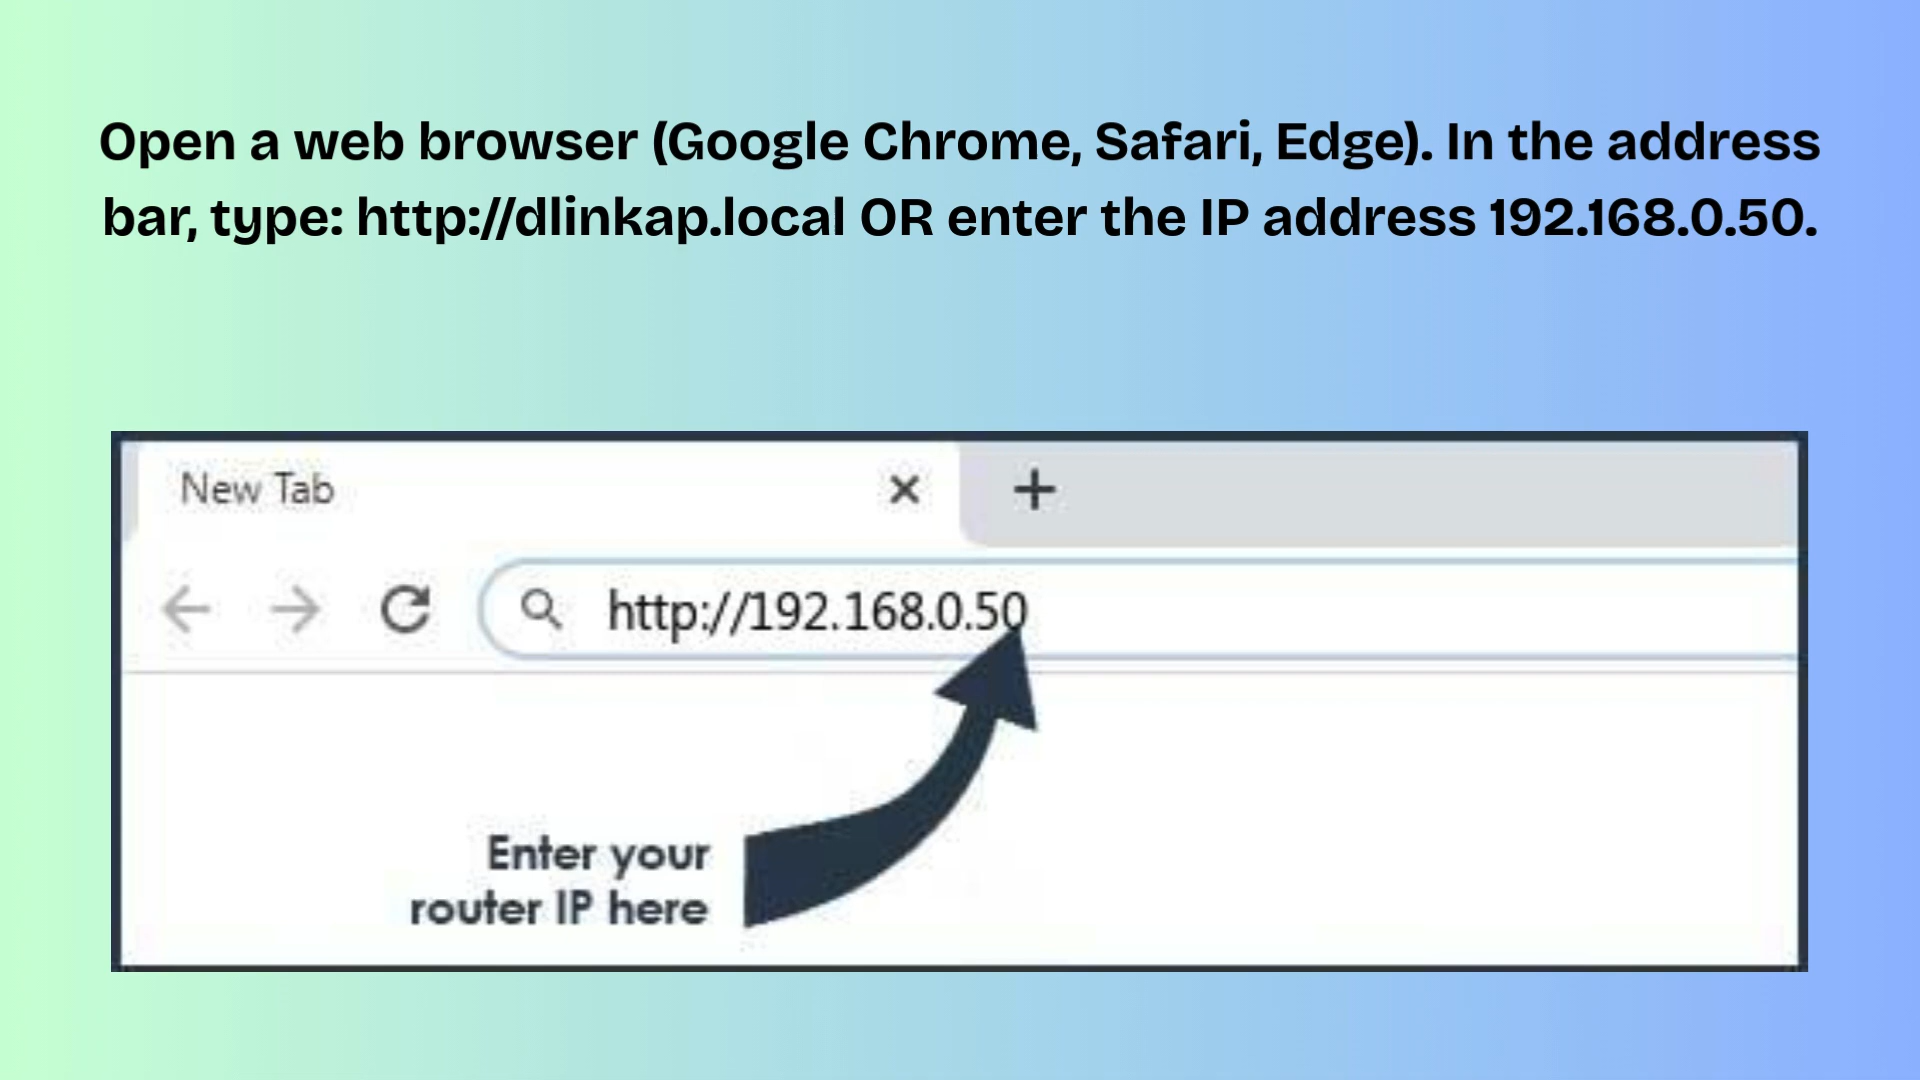 Open a web browser (Google Chrome, Safari, Edge). In the address
bar, type: http://dlinkap.local OR enter the IP address 192.168.0.50.
New Tab
http://192.168.0.50
Enter your
router IP here